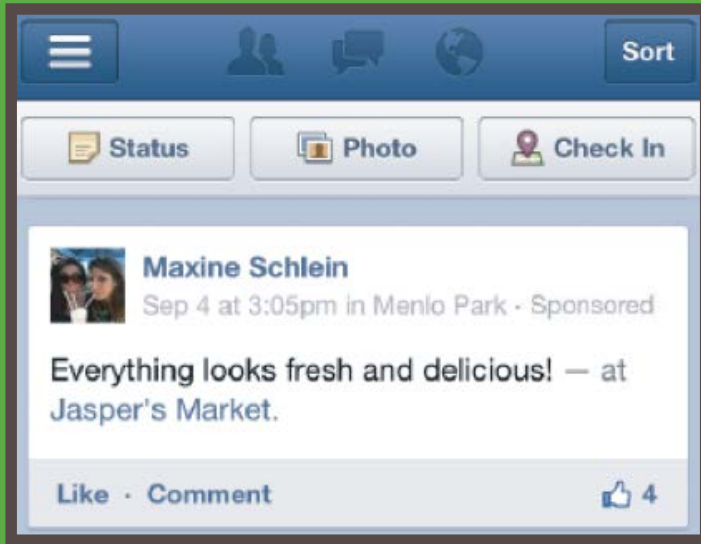 Sort
Status
Photo
Check In
Maxine Schlein
Sep 4 at 3:05pm in Menlo Park · Sponsored
Everything looks fresh and delicious! — at
Jasper's Market.
Like · Comment
4